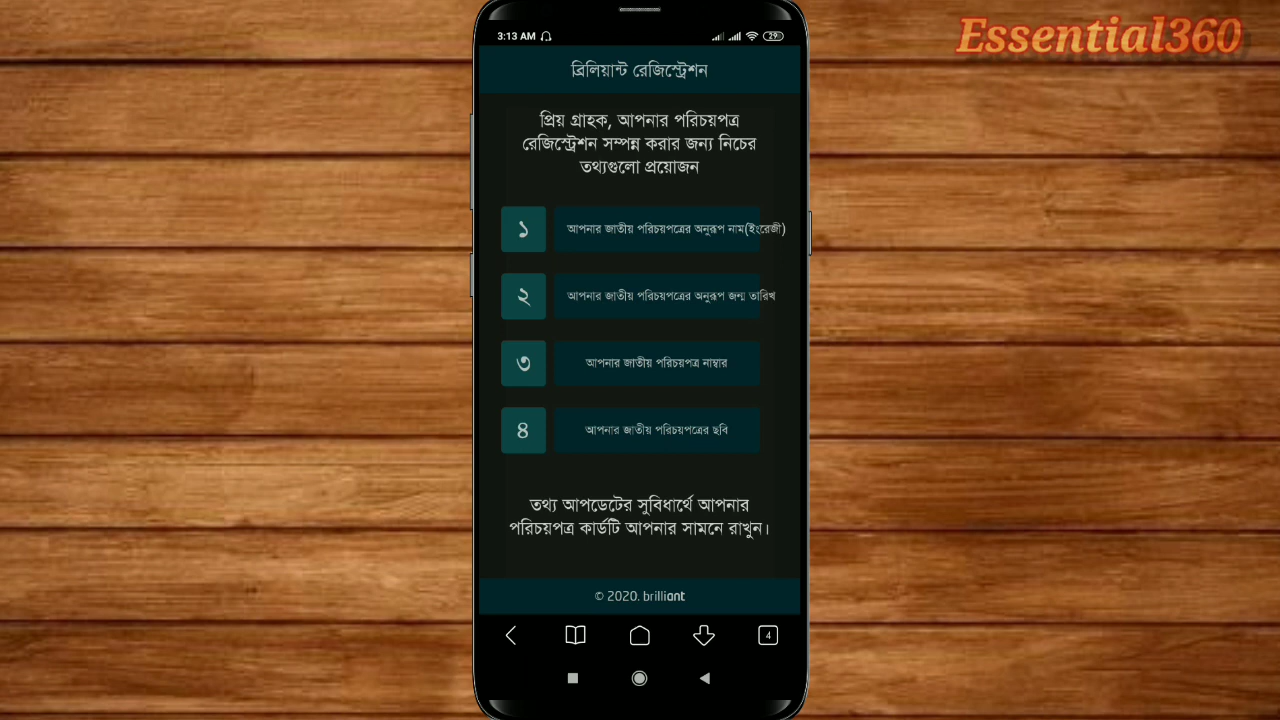 Essential360
3:13 AM 29
ব্রিলিয়ান্ট রেজিস্ট্রেশন
প্রিয় গ্রাহক, আপনার পরিচয়পত্র
রেজিস্ট্রেশন সম্পন্ন করার জন্য নিচের
তথ্যগুলো প্রয়োজন
১ আপনার জাতীয় পরিচয়পত্রের অনুরূপ নাম(ইংরেজী)
২ আপনার জাতীয় পরিচয়পত্রের অনুরূপ জন্ম তারিখ
৩ আপনার জাতীয় পরিচয়পত্র নাম্বার
৪ আপনার জাতীয় পরিচয়পত্রের ছবি
তথ্য আপডেটের সুবিধার্থে আপনার
পরিচয়পত্র কার্ডটি আপনার সামনে রাখুন।
© 2020. brilliant
4